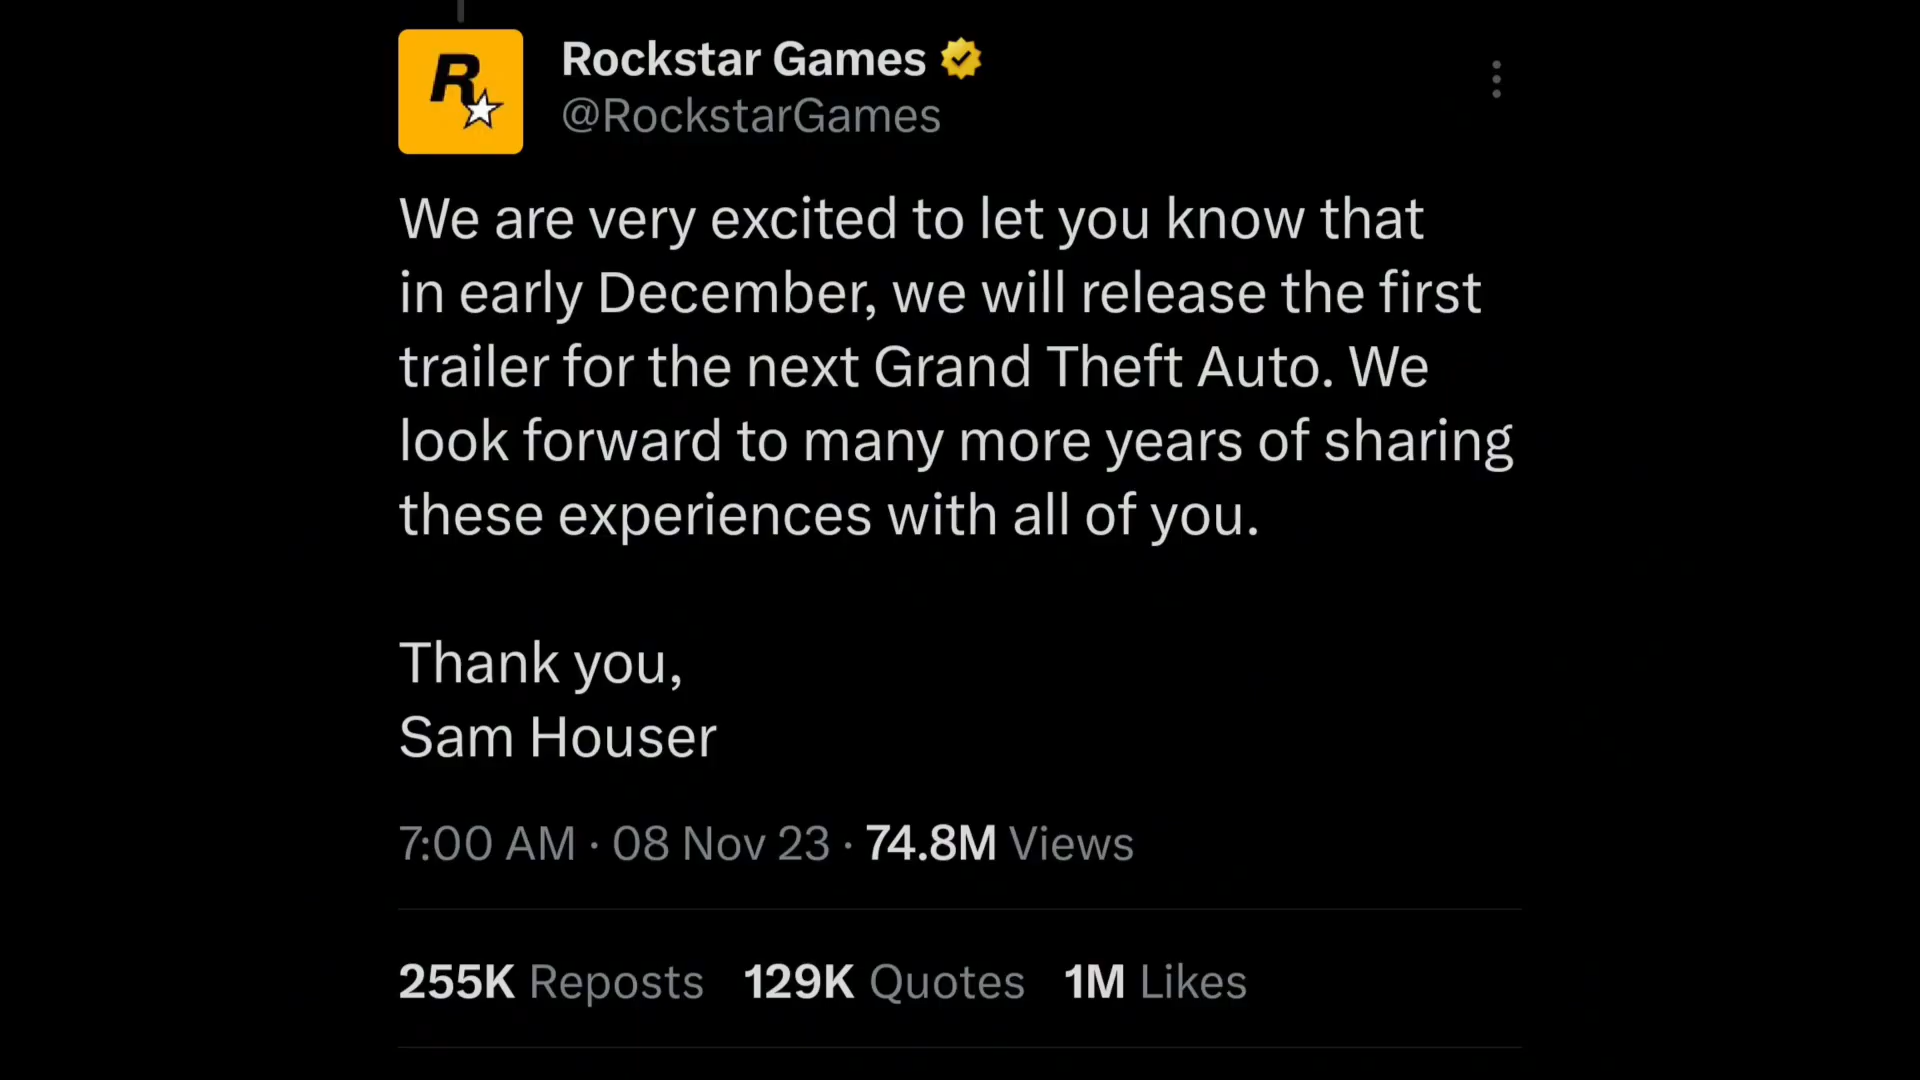 Rockstar Games
@RockstarGames
We are very excited to let you know that
in early December, we will release the first
trailer for the next Grand Theft Auto. We
look forward to many more years of sharing
these experiences with all of you.
Thank you,
Sam Houser
7:00 AM · 08 Nov 23 · 74.8M Views
255K Reposts 129K Quotes 1M Likes